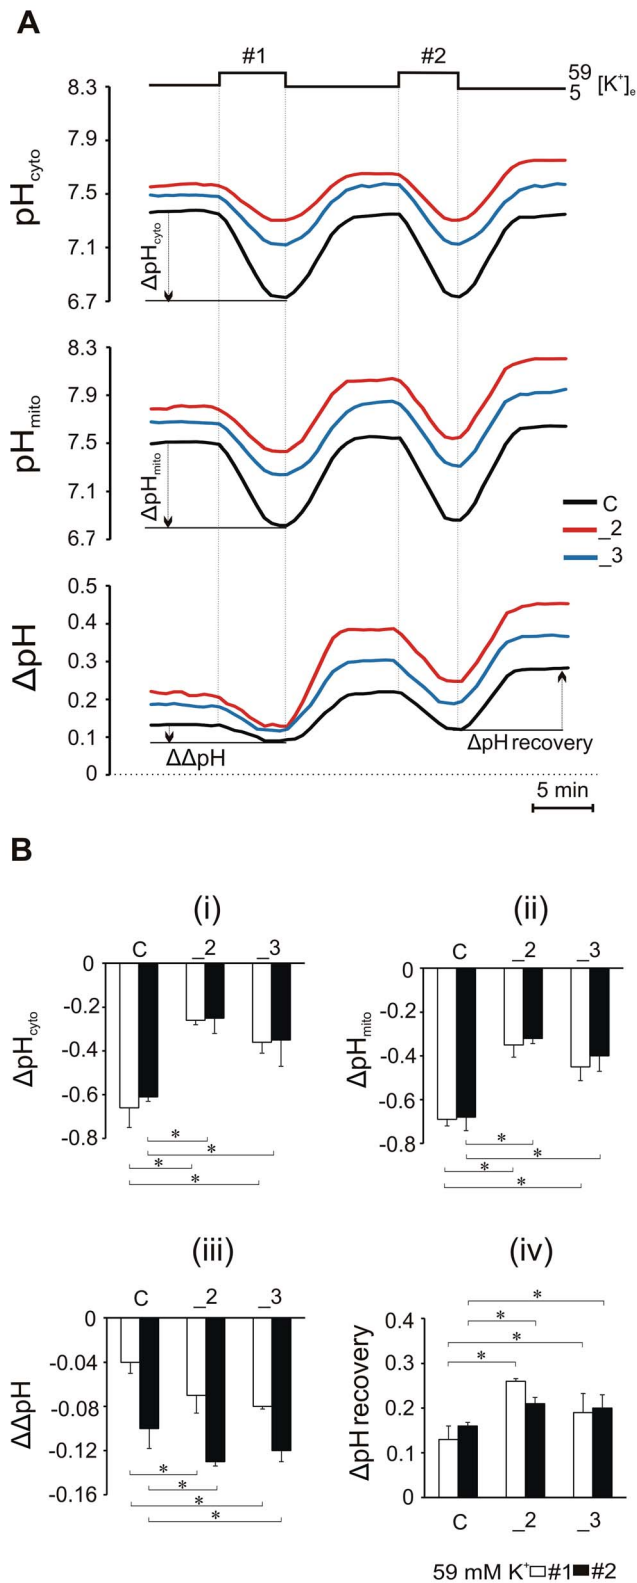 A
#1 #2
59
5 [K⁺]ₑ
8.3
7.9
7.5
7.1
6.7
pHcyto
ΔpHcyto
8.3
7.9
7.5
7.1
6.7
pHmito
ΔpHmito
C
_2
_3
0.5
0.4
0.3
0.2
0.1
0
ΔpH
ΔΔpH
ΔpH recovery
5 min
B
(i)
C _2 _3
0
-0.2
-0.4
-0.6
-0.8
ΔpHcyto
*
*
*
*
(ii)
C _2 _3
0
-0.2
-0.4
-0.6
-0.8
ΔpHmito
*
*
*
*
(iii)
C _2 _3
0
-0.04
-0.08
-0.12
-0.16
ΔΔpH
*
*
*
*
(iv)
*
*
*
*
0.4
0.3
0.2
0.1
0
ΔpH recovery
C _2 _3
59 mM K⁺ #1 #2